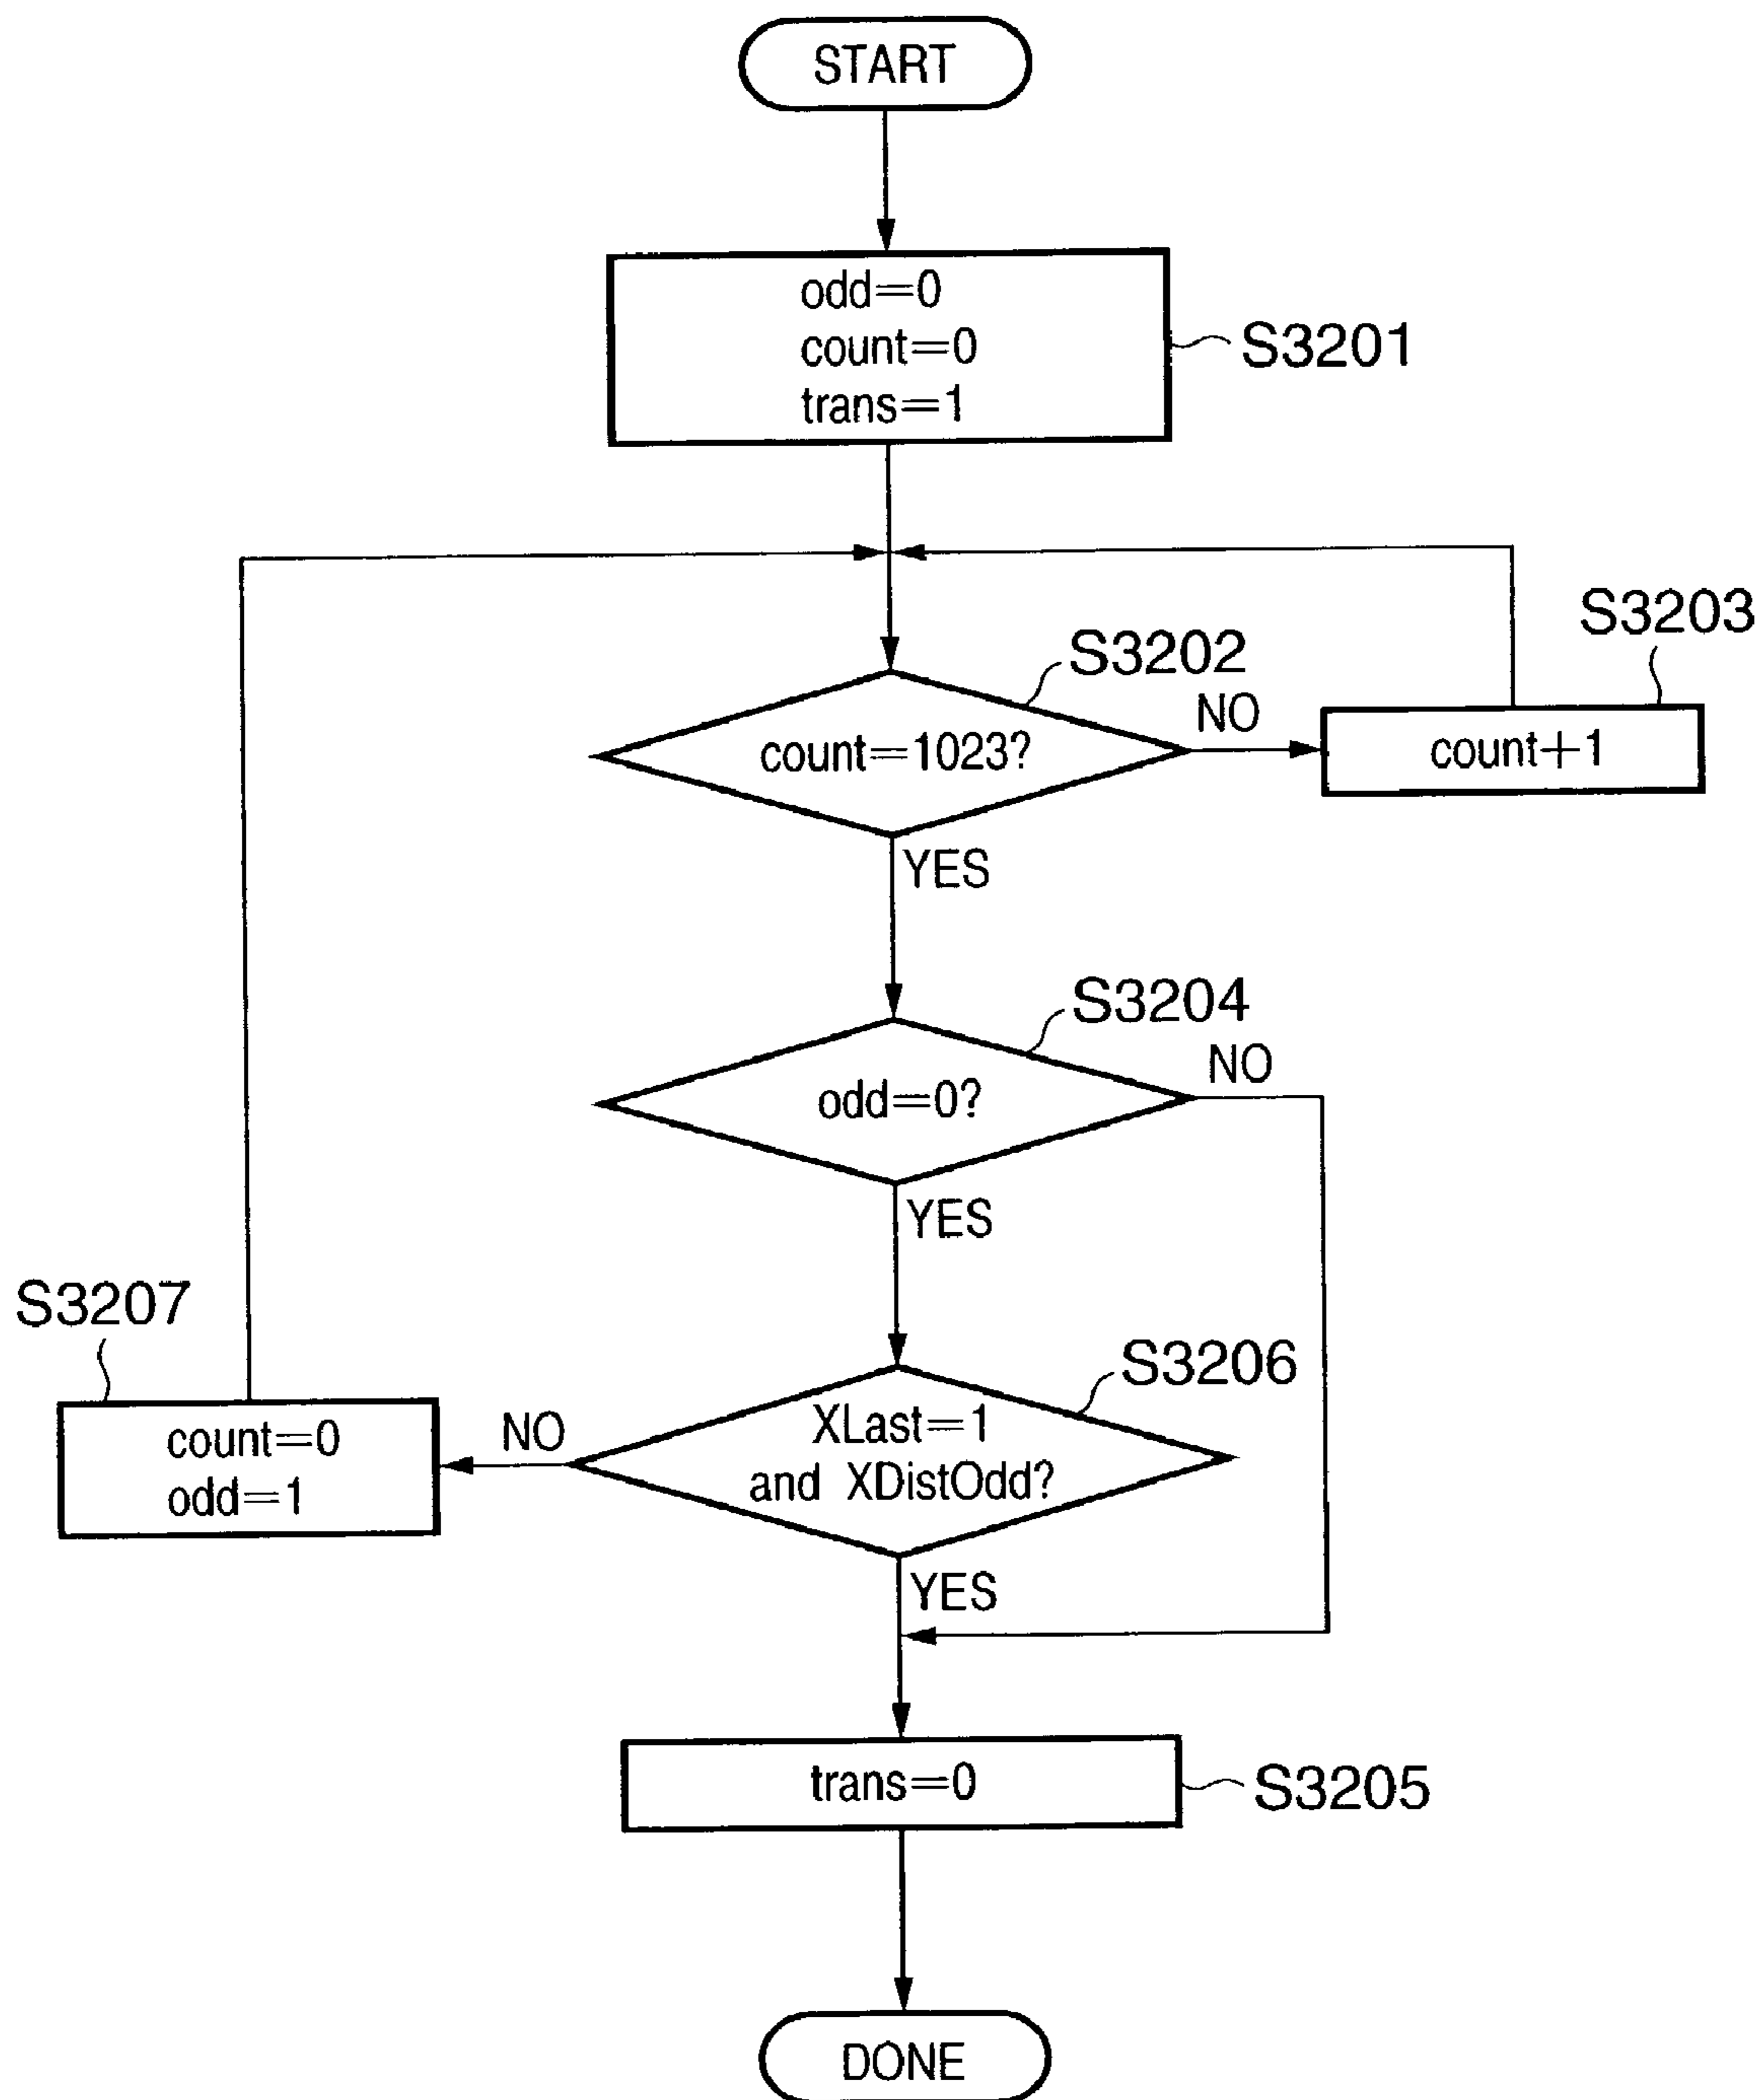 START
odd=0
count=0
trans=1
S3201
S3202
S3203
count=1023?
NO
count+1
YES
S3204
odd=0?
NO
YES
S3207
S3206
count=0
odd=1
NO
XLast=1
and XDistOdd?
YES
trans=0
S3205
DONE